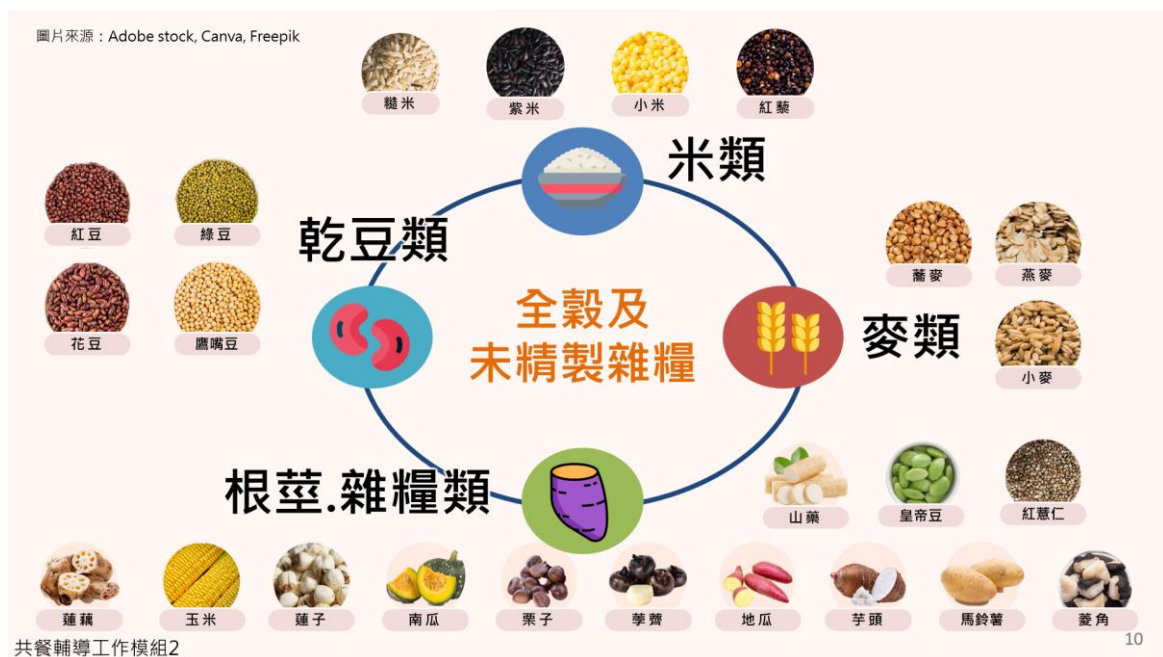 圖片來源：Adobe stock, Canva, Freepik
糙米
紫米
小米
紅藜
米類
紅豆
綠豆
花豆
鷹嘴豆
乾豆類
全穀及
未精製雜糧
蕎麥
燕麥
小麥
麥類
根莖.雜糧類
山藥
皇帝豆
紅薏仁
蓮藕
玉米
蓮子
南瓜
栗子
荸薺
地瓜
芋頭
馬鈴薯
菱角
共餐輔導工作模組2
10